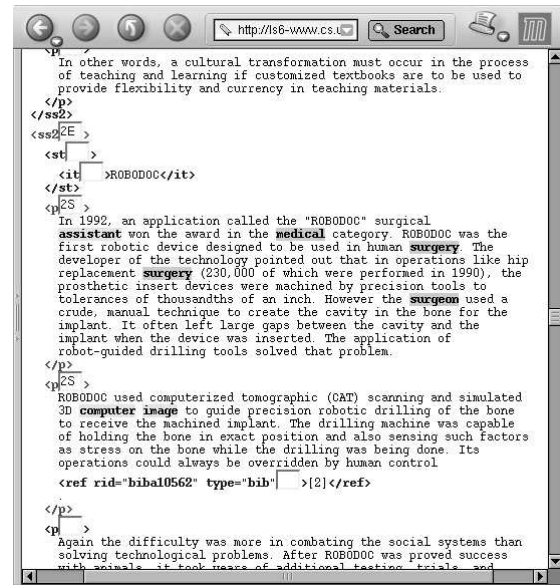 http://ls6-www.cs.u
Search
<p
In other words, a cultural transformation must occur in the process
of teaching and learning if customized textbooks are to be used to
provide flexibility and currency in teaching materials.
</p>
</ss2>
<ss2 2E >
<st >
<it >ROBODOC</it>
</st>
<p 2S >
In 1992, an application called the "ROBODOC" surgical
assistant won the award in the medical category. ROBODOC was the
first robotic device designed to be used in human surgery. The
developer of the technology pointed out that in operations like hip
replacement surgery (230,000 of which were performed in 1990), the
prosthetic insert devices were machined by precision tools to
tolerances of thousandths of an inch. However the surgeon used a
crude, manual technique to create the cavity in the bone for the
implant. It often left large gaps between the cavity and the
implant when the device was inserted. The application of
robot-guided drilling tools solved that problem.
</p>
<p 2S >
ROBODOC used computerized tomographic (CAT) scanning and simulated
3D computer image to guide precision robotic drilling of the bone
to receive the machined implant. The drilling machine was capable
of holding the bone in exact position and also sensing such factors
as stress on the bone while the drilling was being done. Its
operations could always be overridden by human control
<ref rid="biba10562" type="bib" >[2]</ref>
.
</p>
<p >
Again the difficulty was more in combating the social systems than
solving technological problems. After ROBODOC was proved success
with animals, it took years of additional testing, trials, and